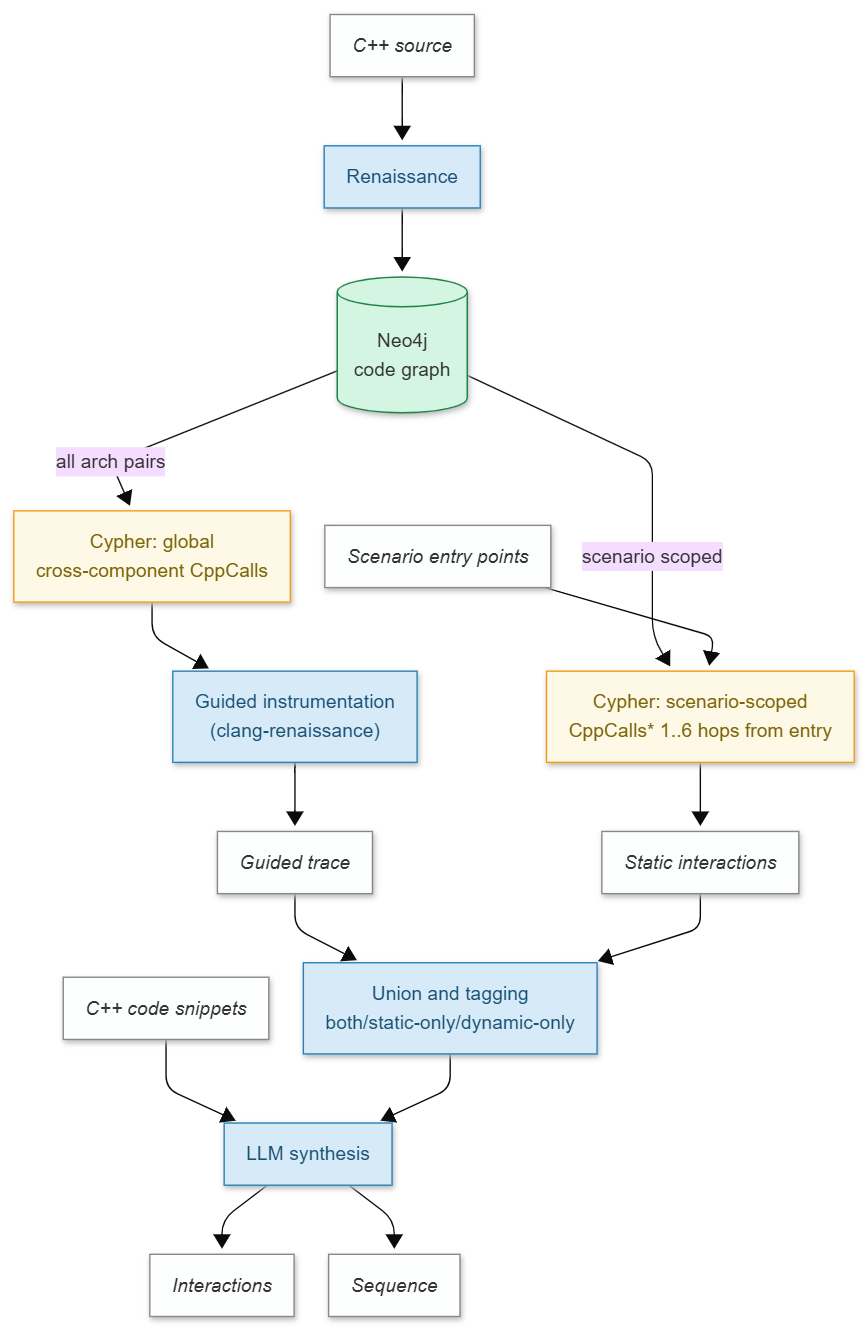 C++ source
Renaissance
Neo4j
code graph
all arch pairs
Cypher: global
cross-component CppCalls
Scenario entry points
scenario scoped
Guided instrumentation
(clang-renaissance)
Cypher: scenario-scoped
CppCalls* 1..6 hops from entry
Guided trace
Static interactions
Union and tagging
both/static-only/dynamic-only
C++ code snippets
LLM synthesis
Interactions
Sequence